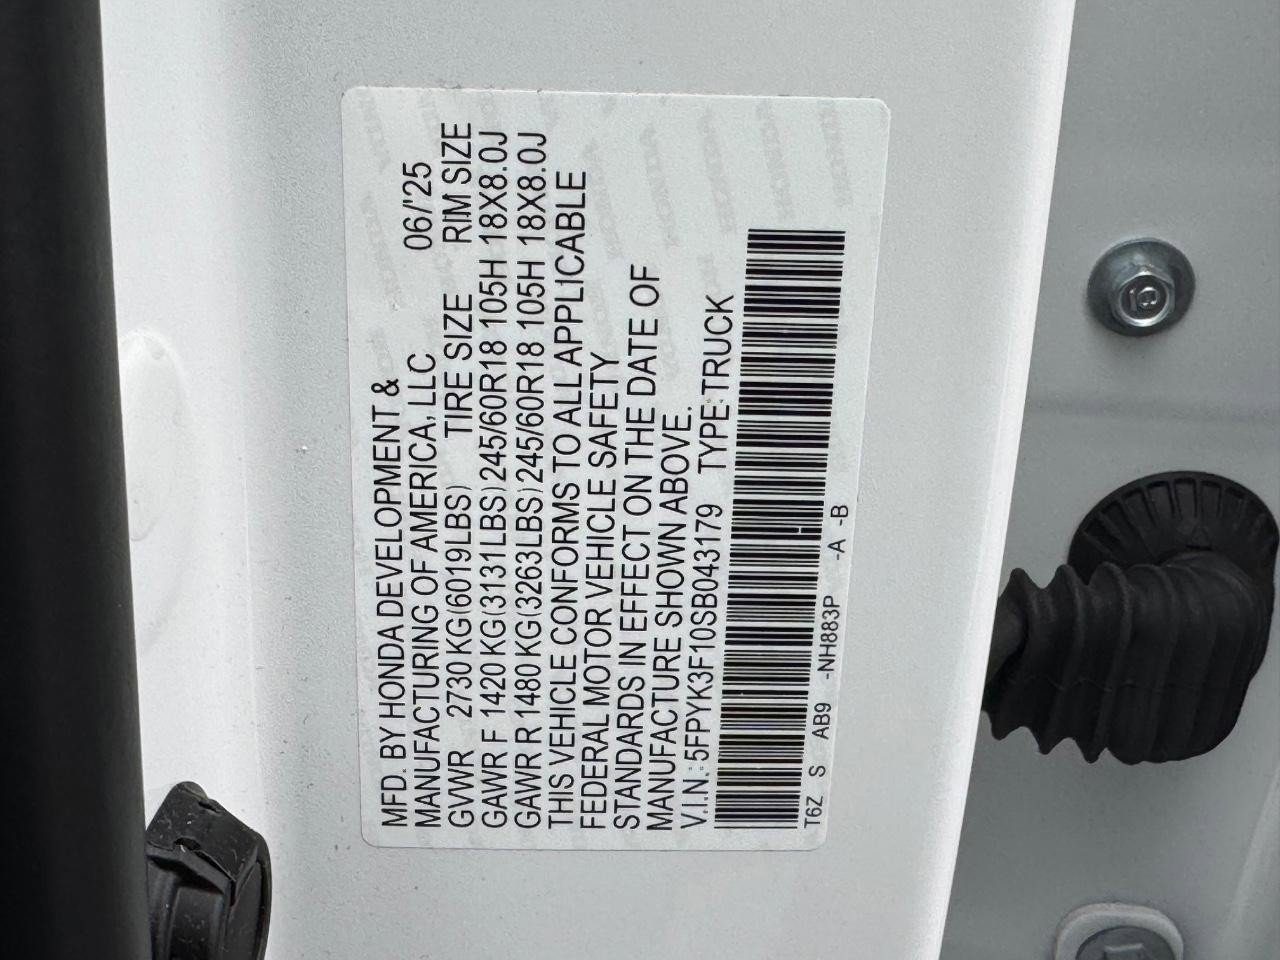 MFD. BY HONDA DEVELOPMENT &
MANUFACTURING OF AMERICA, LLC 06/'25
GVWR 2730 KG(6019LBS) TIRE SIZE RIM SIZE
GAWR F 1420 KG(3131LBS) 245/60R18 105H 18X8.0J
GAWR R 1480 KG(3263LBS) 245/60R18 105H 18X8.0J
THIS VEHICLE CONFORMS TO ALL APPLICABLE
FEDERAL MOTOR VEHICLE SAFETY
STANDARDS IN EFFECT ON THE DATE OF
MANUFACTURE SHOWN ABOVE.
V.I.N.: 5FPYK3F10SB043179 TYPE: TRUCK
T6Z S AB9 -NH883P -A -B